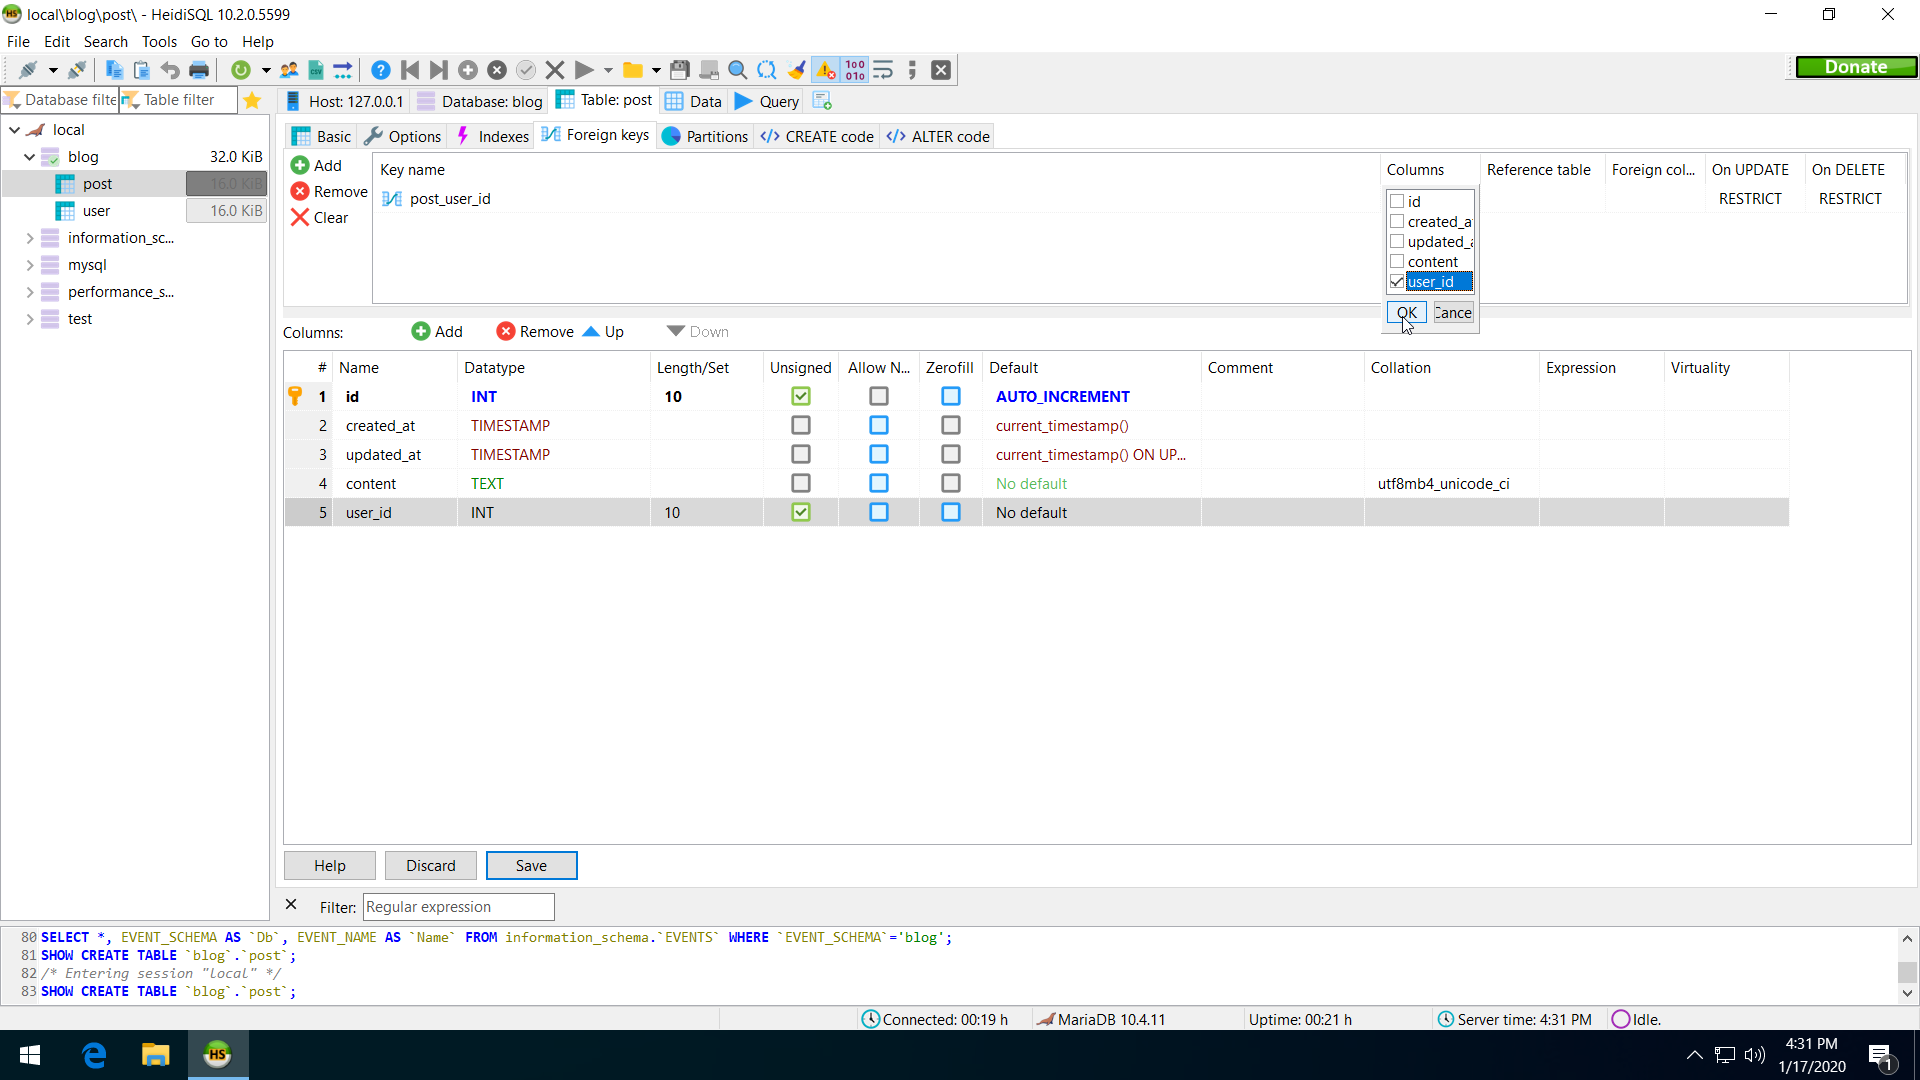 local\blog\post\ - HeidiSQL 10.2.0.5599
File Edit Search Tools Go to Help
Donate
Database filte Table filter
Host: 127.0.0.1 Database: blog Table: post Data Query
local
blog 32.0 KiB
post 16.0 KiB
user 16.0 KiB
information_sc...
mysql
performance_s...
test
Basic Options Indexes Foreign keys Partitions CREATE code ALTER code
Add
Remove
Clear
Key name Columns Reference table Foreign col... On UPDATE On DELETE
post_user_id RESTRICT RESTRICT
id
created_at
updated_a
content
user_id
OK Cance
Columns: Add Remove Up Down
# Name Datatype Length/Set Unsigned Allow N... Zerofill Default Comment Collation Expression Virtuality
1 id INT 10 AUTO_INCREMENT
2 created_at TIMESTAMP current_timestamp()
3 updated_at TIMESTAMP current_timestamp() ON UP...
4 content TEXT No default utf8mb4_unicode_ci
5 user_id INT 10 No default
Help Discard Save
Filter: Regular expression
80 SELECT *, EVENT_SCHEMA AS `Db`, EVENT_NAME AS `Name` FROM information_schema.`EVENTS` WHERE `EVENT_SCHEMA`='blog';
81 SHOW CREATE TABLE `blog`.`post`;
82 /* Entering session "local" */
83 SHOW CREATE TABLE `blog`.`post`;
Connected: 00:19 h MariaDB 10.4.11 Uptime: 00:21 h Server time: 4:31 PM Idle.
HS
4:31 PM
1/17/2020
1